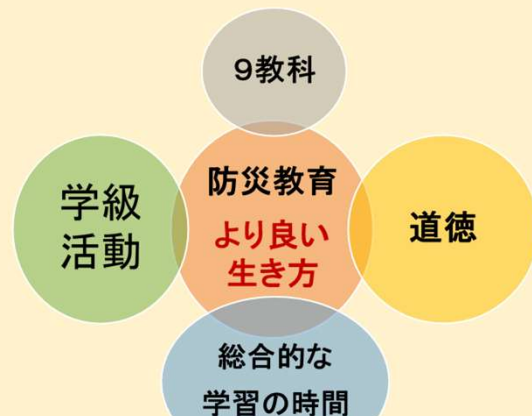 9教科
学級
活動
防災教育
より良い
生き方
道徳
総合的な
学習の時間